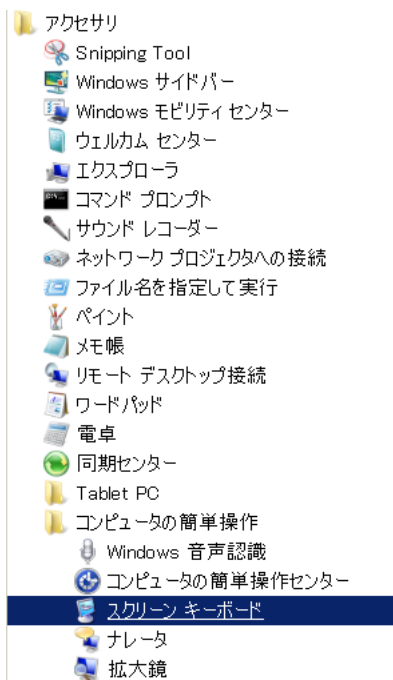 アクセサリ
Snipping Tool
Windows サイドバー
Windows モビリティ センター
ウェルカム センター
エクスプローラ
コマンド プロンプト
サウンド レコーダー
ネットワーク プロジェクタへの接続
ファイル名を指定して実行
ペイント
メモ帳
リモート デスクトップ接続
ワードパッド
電卓
同期センター
Tablet PC
コンピュータの簡単操作
Windows 音声認識
コンピュータの簡単操作センター
スクリーン キーボード
ナレータ
拡大鏡